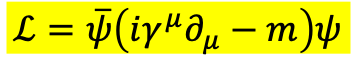 ℒ = ψ̄(iγ^μ∂_μ − m)ψ